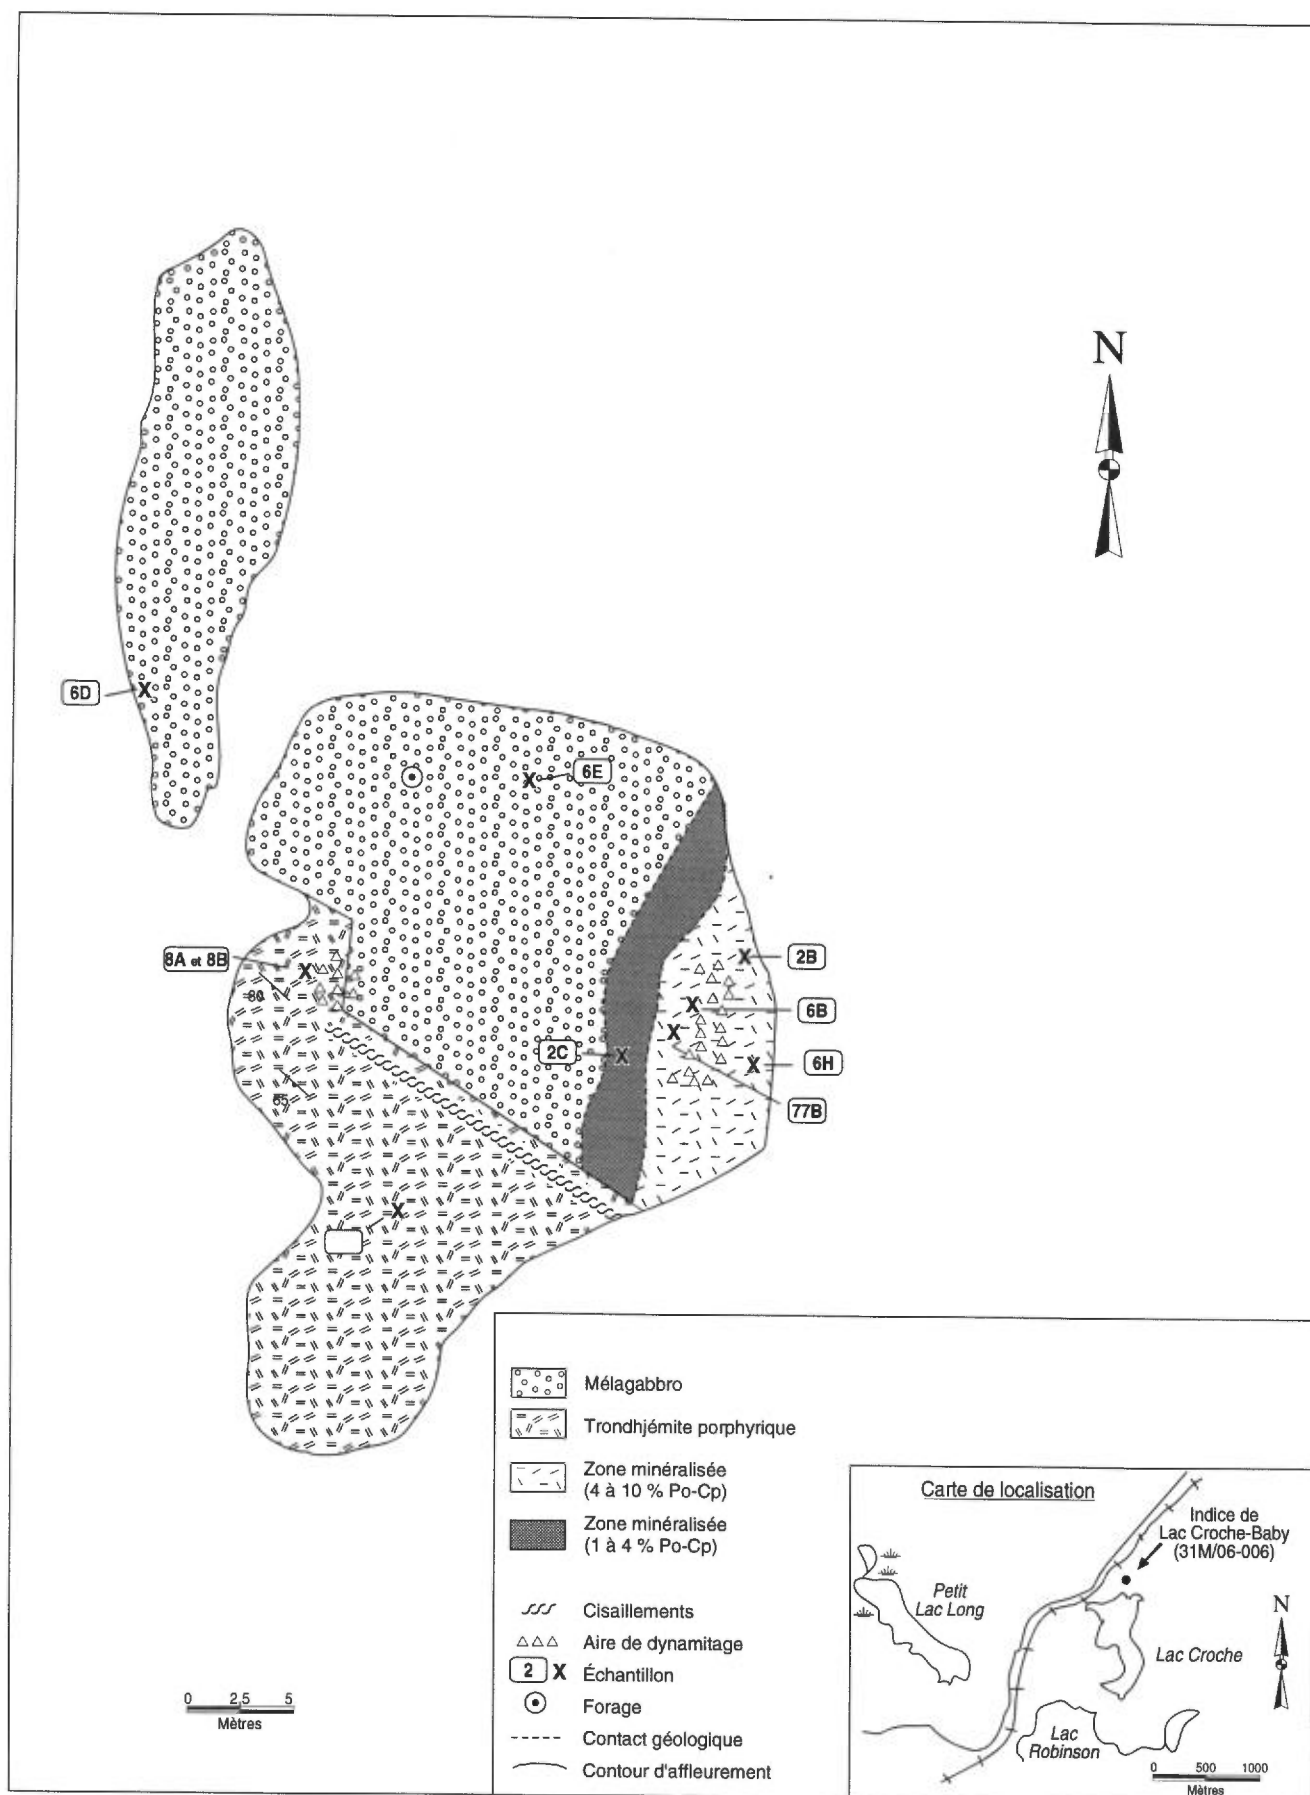 N
6D
6E
8A et 8B
80
2B
6B
2C
6H
65
77B
Mélagabbro
Trondhjémite porphyrique
Zone minéralisée
(4 à 10 % Po-Cp)
Zone minéralisée
(1 à 4 % Po-Cp)
Cisaillements
Aire de dynamitage
2 X Échantillon
Forage
Contact géologique
Contour d'affleurement
0 2,5 5
Mètres
Carte de localisation
Indice de
Lac Croche-Baby
(31M/06-006)
Petit
Lac Long
N
Lac Croche
Lac
Robinson
0 500 1000
Mètres